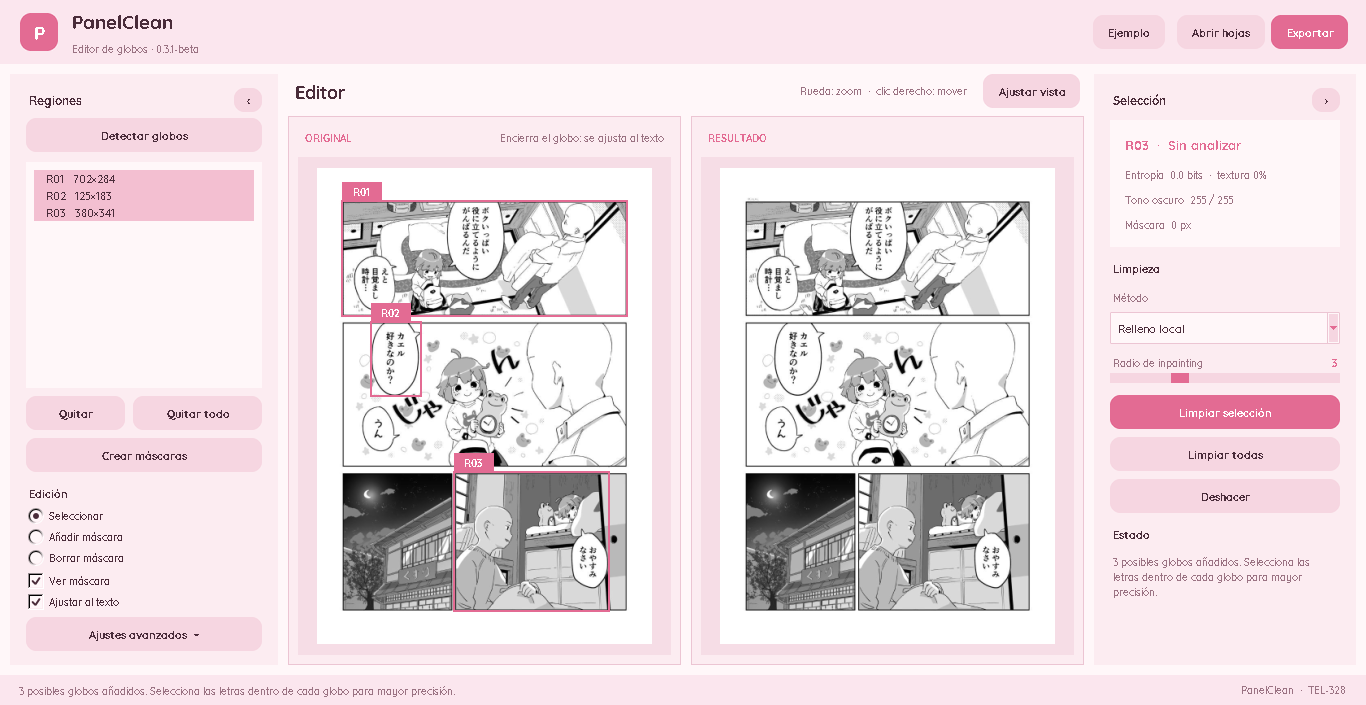 P
PanelClean
Editor de globos · 0.3.1-beta
Ejemplo
Abrir hojas
Exportar
Regiones
‹
Detectar globos
R01 702×284
R02 125×183
R03 380×341
Quitar
Quitar todo
Crear máscaras
Edición
Seleccionar
Añadir máscara
Borrar máscara
Ver máscara
Ajustar al texto
Ajustes avanzados
Editor
Rueda: zoom · clic derecho: mover
Ajustar vista
ORIGINAL
Encierra el globo: se ajusta al texto
R01
ボクいっぱい
役に立てるように
がんばるんだ
えと
目覚まし
時計…
R02
カエル
好きなのか？
ん
じゃ
うん
R03
おやすみ
なさい
RESULTADO
ボクいっぱい
役に立てるように
がんばるんだ
えと
目覚まし
時計…
カエル
好きなのか？
ん
じゃ
うん
おやすみ
なさい
Selección
›
R03 · Sin analizar
Entropía 0.0 bits · textura 0%
Tono oscuro 255 / 255
Máscara 0 px
Limpieza
Método
Relleno local
Radio de inpainting 3
Limpiar selección
Limpiar todas
Deshacer
Estado
3 posibles globos añadidos. Selecciona las
letras dentro de cada globo para mayor
precisión.
3 posibles globos añadidos. Selecciona las letras dentro de cada globo para mayor precisión.
PanelClean · TEL-328